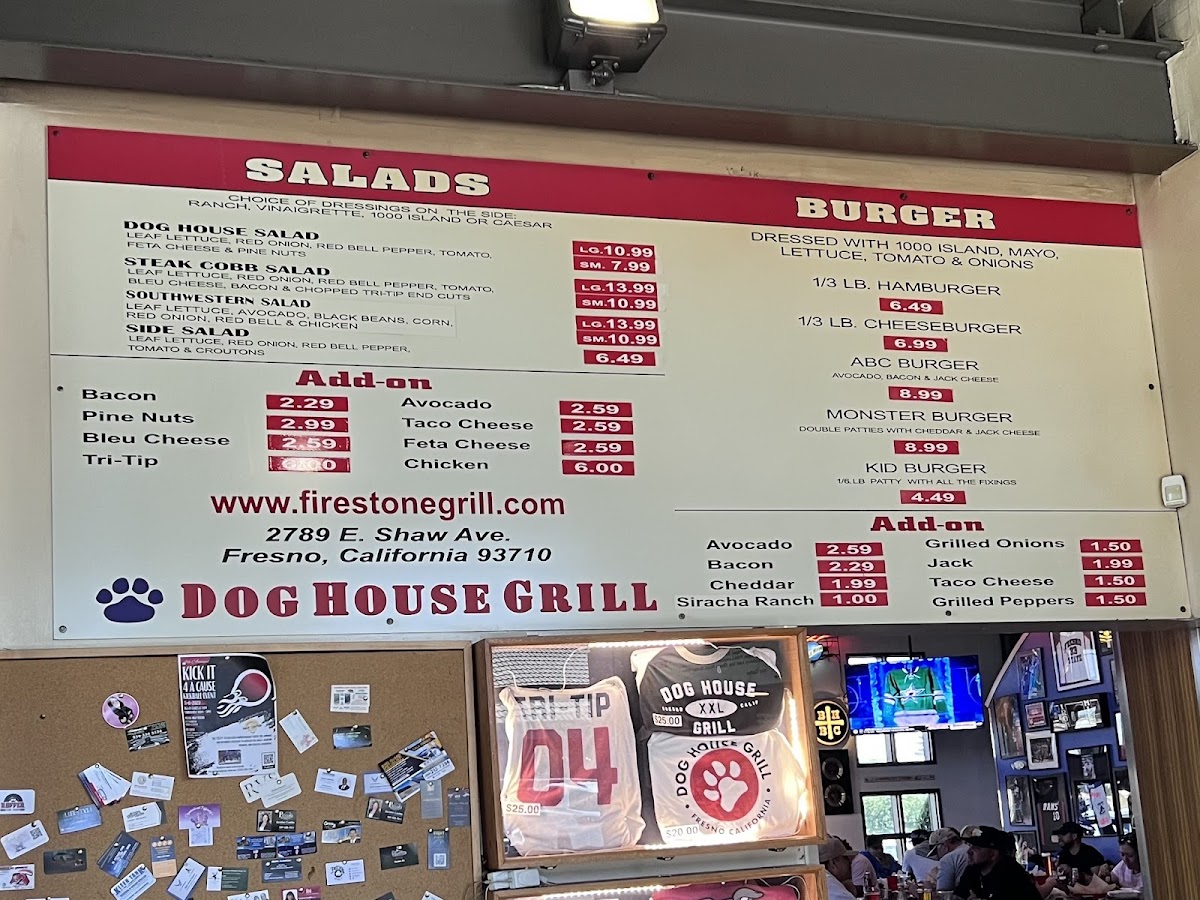 SALADS
CHOICE OF DRESSINGS ON THE SIDE:
RANCH, VINAIGRETTE, 1000 ISLAND OR CAESAR
DOG HOUSE SALAD
LEAF LETTUCE, RED ONION, RED BELL PEPPER, TOMATO,
FETA CHEESE & PINE NUTS
LG. 10.99
SM. 7.99
STEAK COBB SALAD
LEAF LETTUCE, RED ONION, RED BELL PEPPER, TOMATO,
BLEU CHEESE, BACON & CHOPPED TRI-TIP END CUTS
LG. 13.99
SM. 10.99
SOUTHWESTERN SALAD
LEAF LETTUCE, AVOCADO, BLACK BEANS, CORN,
RED ONION, RED BELL & CHICKEN
LG. 13.99
SM. 10.99
SIDE SALAD
LEAF LETTUCE, RED ONION, RED BELL PEPPER,
TOMATO & CROUTONS
6.49
Add-on
Bacon 2.29
Pine Nuts 2.99
Bleu Cheese 2.59
Tri-Tip
Avocado 2.59
Taco Cheese 2.59
Feta Cheese 2.59
Chicken 6.00
www.firestonegrill.com
2789 E. Shaw Ave.
Fresno, California 93710
DOG HOUSE GRILL
BURGER
DRESSED WITH 1000 ISLAND, MAYO,
LETTUCE, TOMATO & ONIONS
1/3 LB. HAMBURGER
6.49
1/3 LB. CHEESEBURGER
6.99
ABC BURGER
AVOCADO, BACON & JACK CHEESE
8.99
MONSTER BURGER
DOUBLE PATTIES WITH CHEDDAR & JACK CHEESE
8.99
KID BURGER
1/6 LB PATTY WITH ALL THE FIXINGS
4.49
Add-on
Avocado 2.59
Bacon 2.29
Cheddar 1.99
Siracha Ranch 1.00
Grilled Onions 1.50
Jack 1.99
Taco Cheese 1.50
Grilled Peppers 1.50
KICK IT
4 A CAUSE
KICKBALL EVENT
TRI-TIP
04
$25.00
DOG HOUSE
XXL
GRILL
$25.00
DOG HOUSE GRILL
FRESNO CALIFORNIA
$20.00